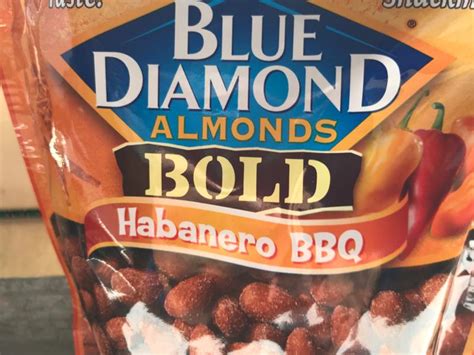 BLUE
DIAMOND
ALMONDS
BOLD
Habanero BBQ